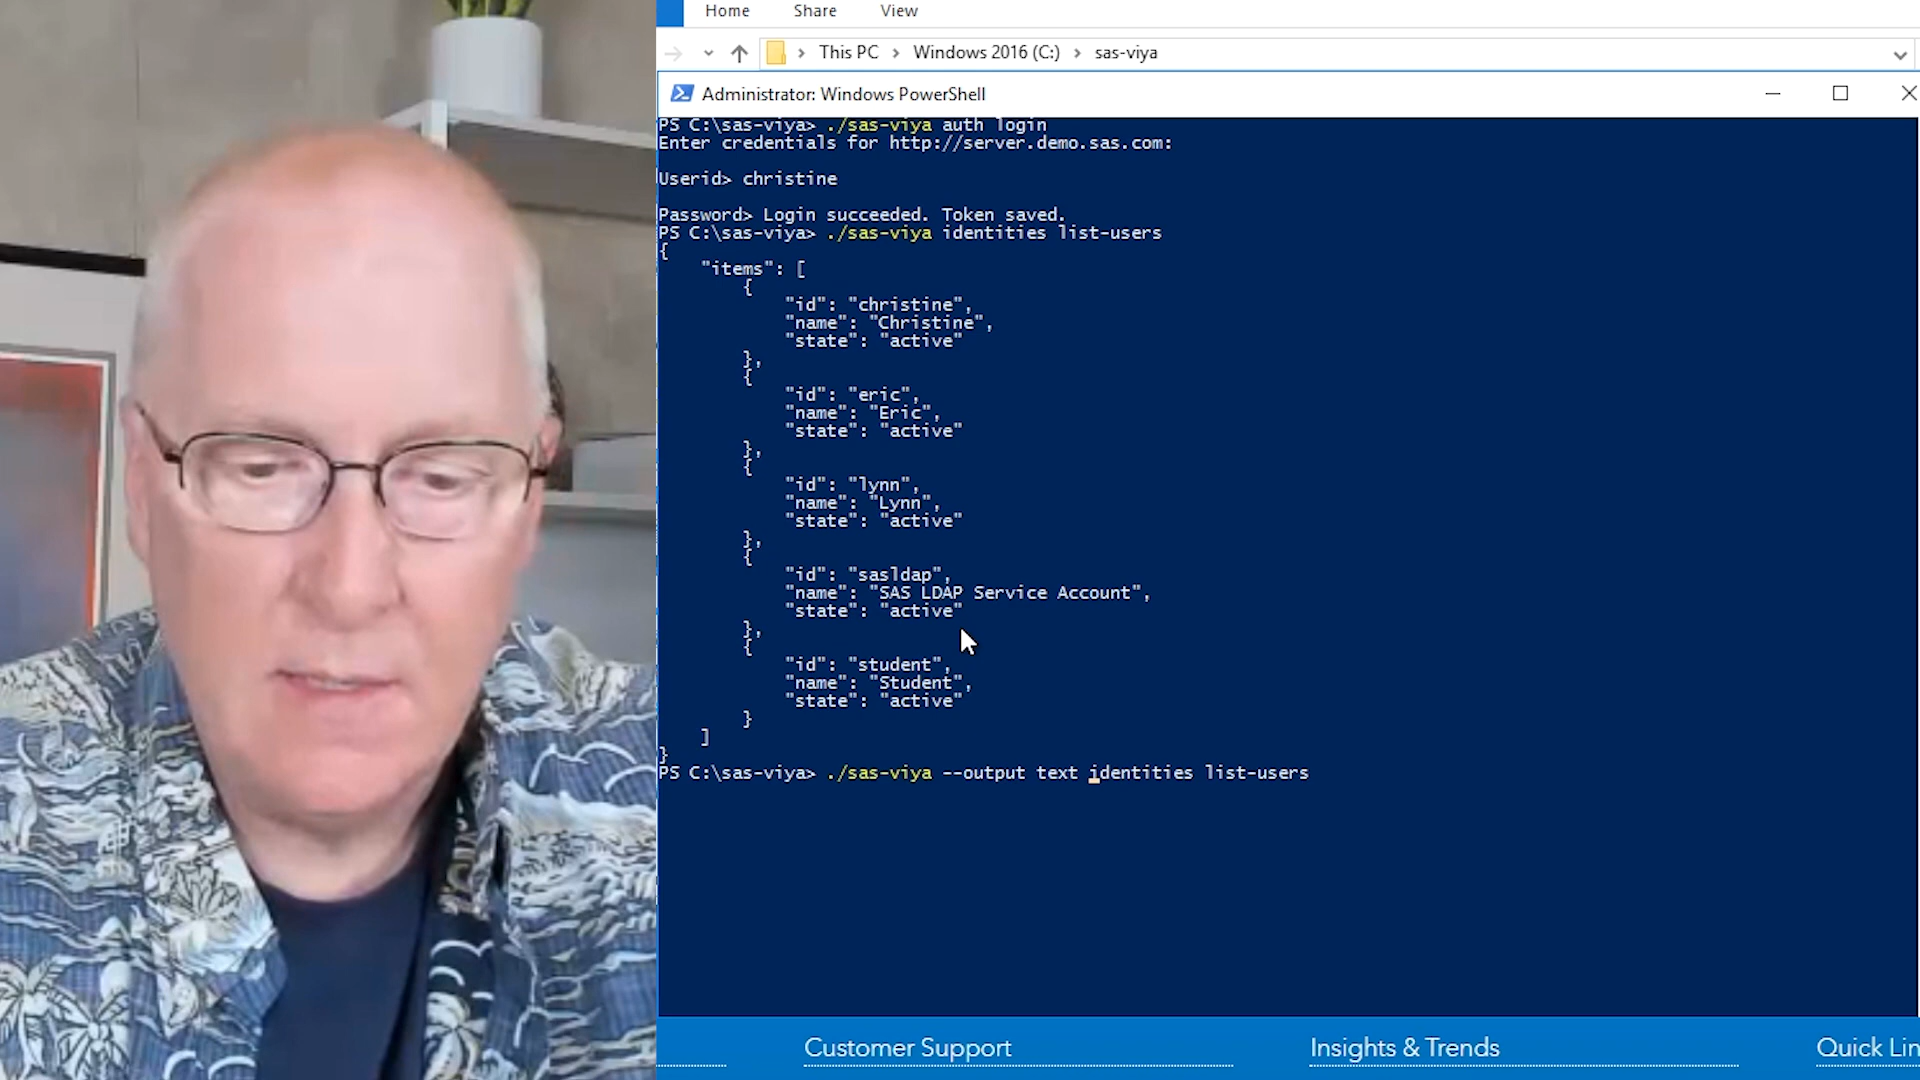 Home Share View
This PC > Windows 2016 (C:) > sas-viya
Administrator: Windows PowerShell
PS C:\sas-viya> ./sas-viya auth login
Enter credentials for http://server.demo.sas.com:
Userid> christine
Password> Login succeeded. Token saved.
PS C:\sas-viya> ./sas-viya identities list-users
{
    "items": [
        {
            "id": "christine",
            "name": "Christine",
            "state": "active"
        },
        {
            "id": "eric",
            "name": "Eric",
            "state": "active"
        },
        {
            "id": "lynn",
            "name": "Lynn",
            "state": "active"
        },
        {
            "id": "sasldap",
            "name": "SAS LDAP Service Account",
            "state": "active"
        },
        {
            "id": "student",
            "name": "Student",
            "state": "active"
        }
    ]
}
PS C:\sas-viya> ./sas-viya --output text identities list-users
Customer Support
Insights & Trends
Quick Lin